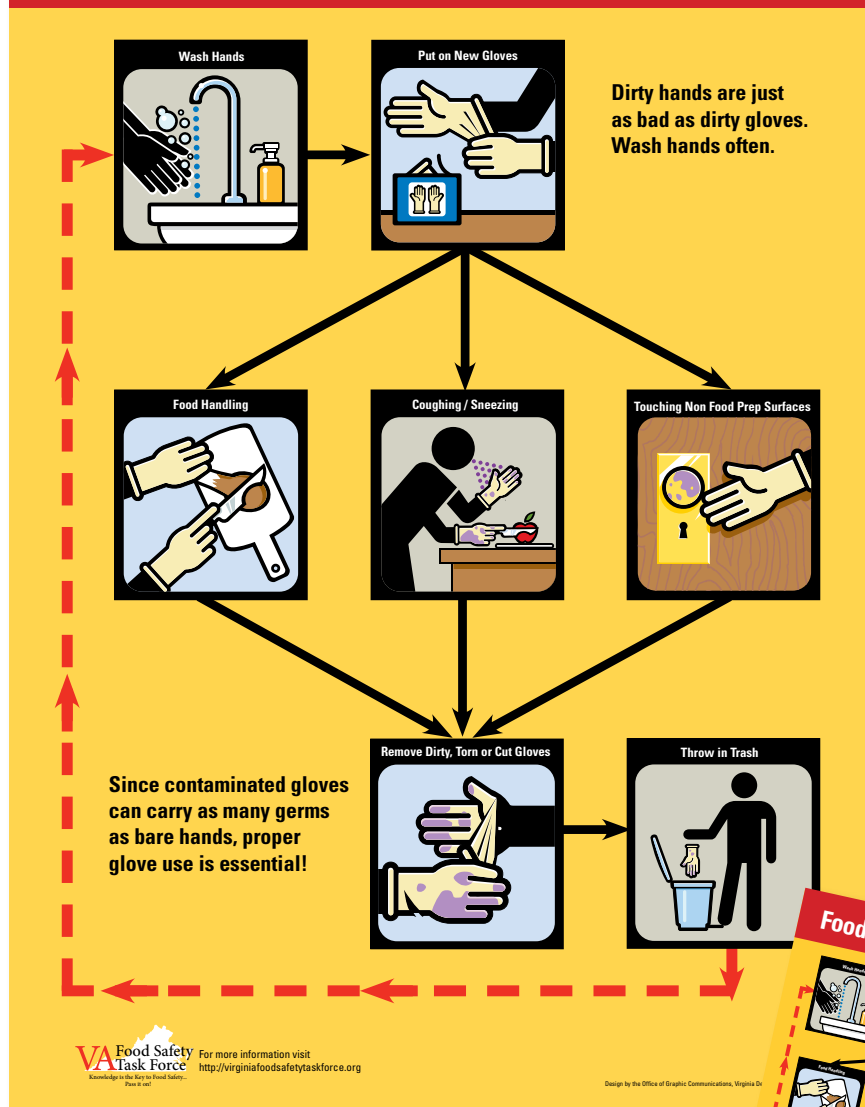 Wash Hands
Put on New Gloves
Dirty hands are just
as bad as dirty gloves.
Wash hands often.
Food Handling
Coughing / Sneezing
Touching Non Food Prep Surfaces
Since contaminated gloves
can carry as many germs
as bare hands, proper
glove use is essential!
Remove Dirty, Torn or Cut Gloves
Throw in Trash
Food
Wash
Food Handling
VA Food Safety
Task Force
Knowledge is the Key to Food Safety...
Pass it on!
For more information visit
http://virginiafoodsafetytaskforce.org
Design by the Office of Graphic Communications, Virginia